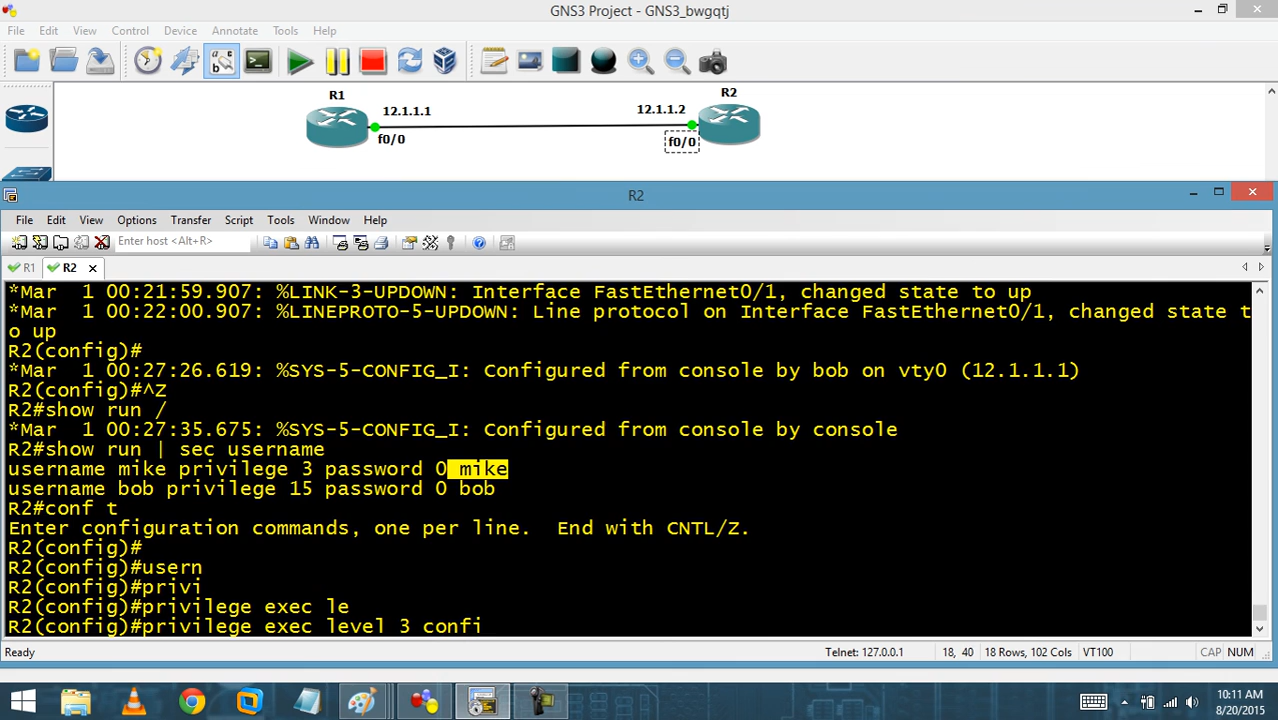 GNS3 Project - GNS3_bwgqtj
File Edit View Control Device Annotate Tools Help
R1
R2
12.1.1.1
12.1.1.2
f0/0
f0/0
R2
File Edit View Options Transfer Script Tools Window Help
Enter host <Alt+R>
R1 R2
*Mar  1 00:21:59.907: %LINK-3-UPDOWN: Interface FastEthernet0/1, changed state to up
*Mar  1 00:22:00.907: %LINEPROTO-5-UPDOWN: Line protocol on Interface FastEthernet0/1, changed state t
o up
R2(config)#
*Mar  1 00:27:26.619: %SYS-5-CONFIG_I: Configured from console by bob on vty0 (12.1.1.1)
R2(config)#^Z
R2#show run /
*Mar  1 00:27:35.675: %SYS-5-CONFIG_I: Configured from console by console
R2#show run | sec username
username mike privilege 3 password 0 mike
username bob privilege 15 password 0 bob
R2#conf t
Enter configuration commands, one per line.  End with CNTL/Z.
R2(config)#
R2(config)#usern
R2(config)#privi
R2(config)#privilege exec le
R2(config)#privilege exec level 3 confi
Ready Telnet: 127.0.0.1 18, 40 18 Rows, 102 Cols VT100 CAP NUM
10:11 AM
8/20/2015